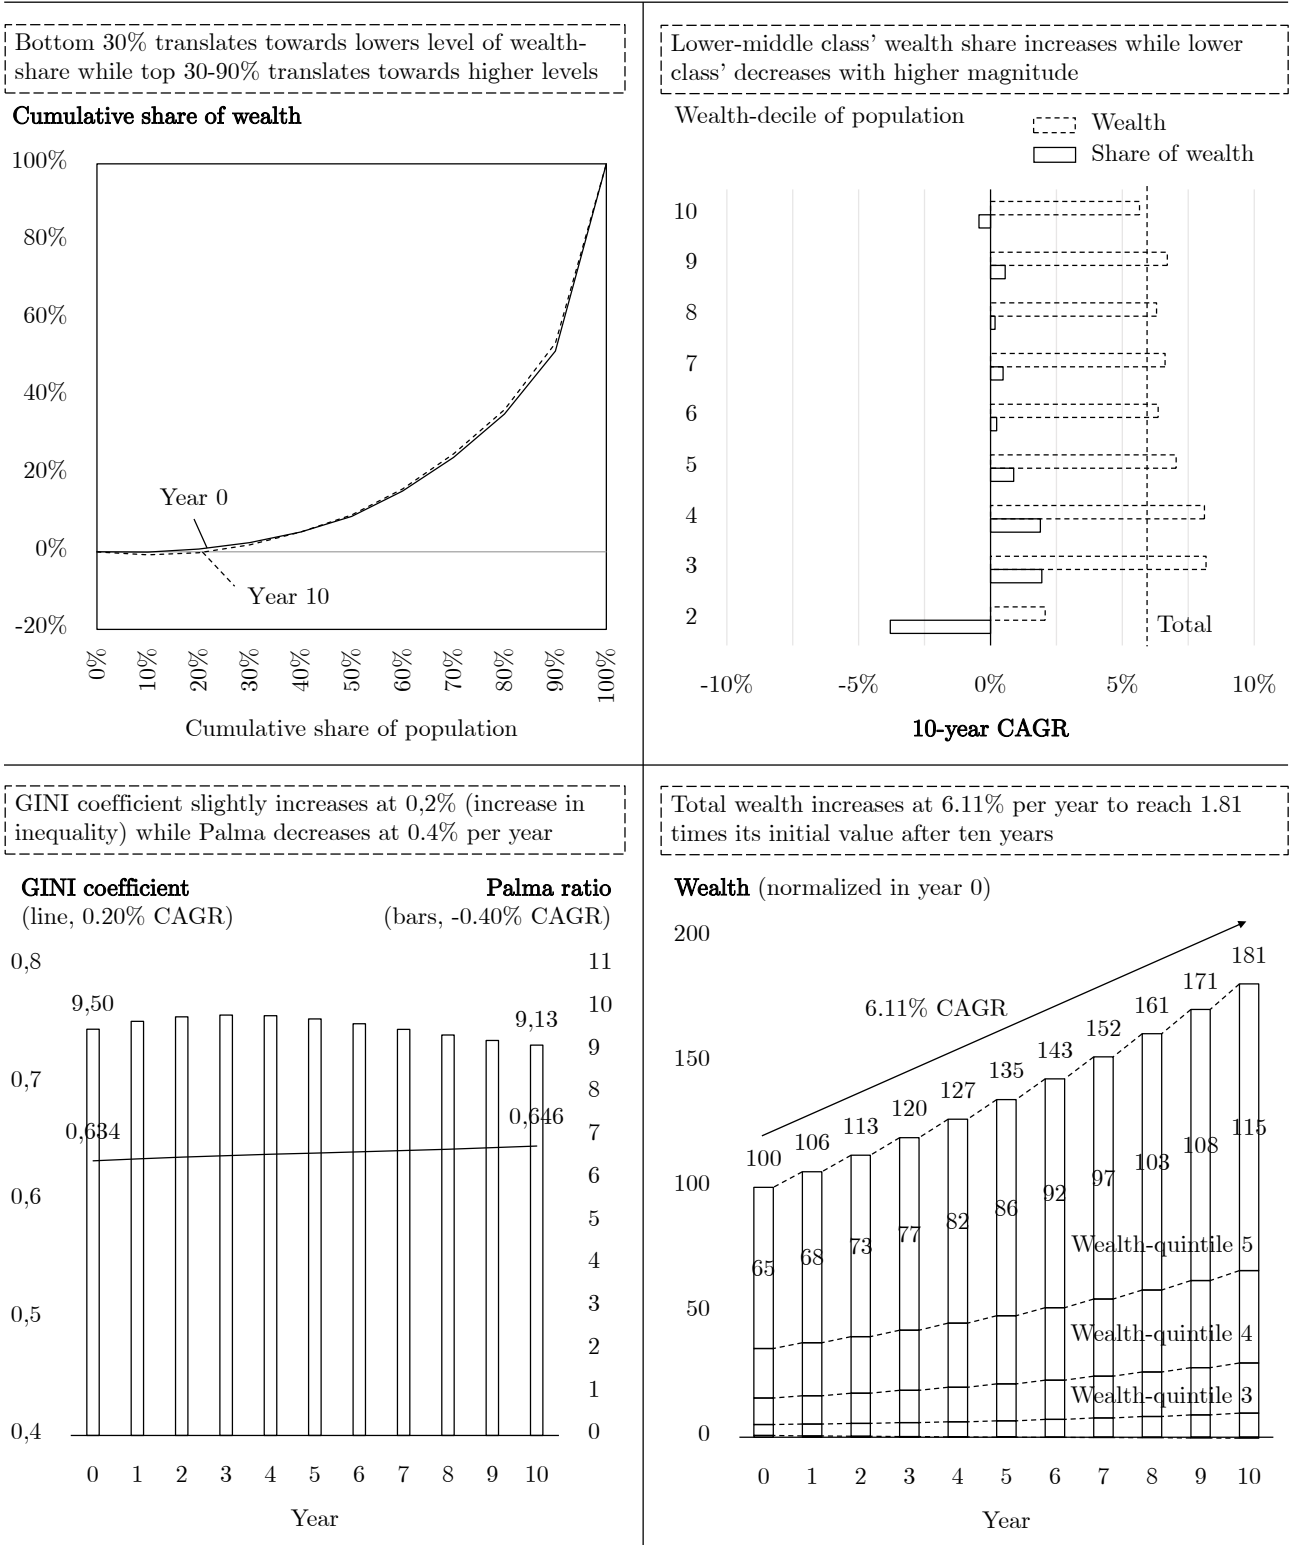 Bottom 30% translates towards lowers level of wealth-
share while top 30-90% translates towards higher levels
Cumulative share of wealth
100%
80%
60%
40%
20%
0%
-20%
Year 0
Year 10
0%
10%
20%
30%
40%
50%
60%
70%
80%
90%
100%
Cumulative share of population
Lower-middle class' wealth share increases while lower
class' decreases with higher magnitude
Wealth-decile of population
Wealth
Share of wealth
10
9
8
7
6
5
4
3
2
Total
-10%
-5%
0%
5%
10%
10-year CAGR
GINI coefficient slightly increases at 0,2% (increase in
inequality) while Palma decreases at 0.4% per year
GINI coefficient
(line, 0.20% CAGR)
Palma ratio
(bars, -0.40% CAGR)
0,8
0,7
0,6
0,5
0,4
11
10
9
8
7
6
5
4
3
2
1
0
9,50
9,13
0,634
0,646
0 1 2 3 4 5 6 7 8 9 10
Year
Total wealth increases at 6.11% per year to reach 1.81
times its initial value after ten years
Wealth (normalized in year 0)
200
150
100
50
0
6.11% CAGR
100 106 113 120 127 135 143 152 161 171 181
65 68 73 77 82 86 92 97 103 108 115
Wealth-quintile 5
Wealth-quintile 4
Wealth-quintile 3
0 1 2 3 4 5 6 7 8 9 10
Year